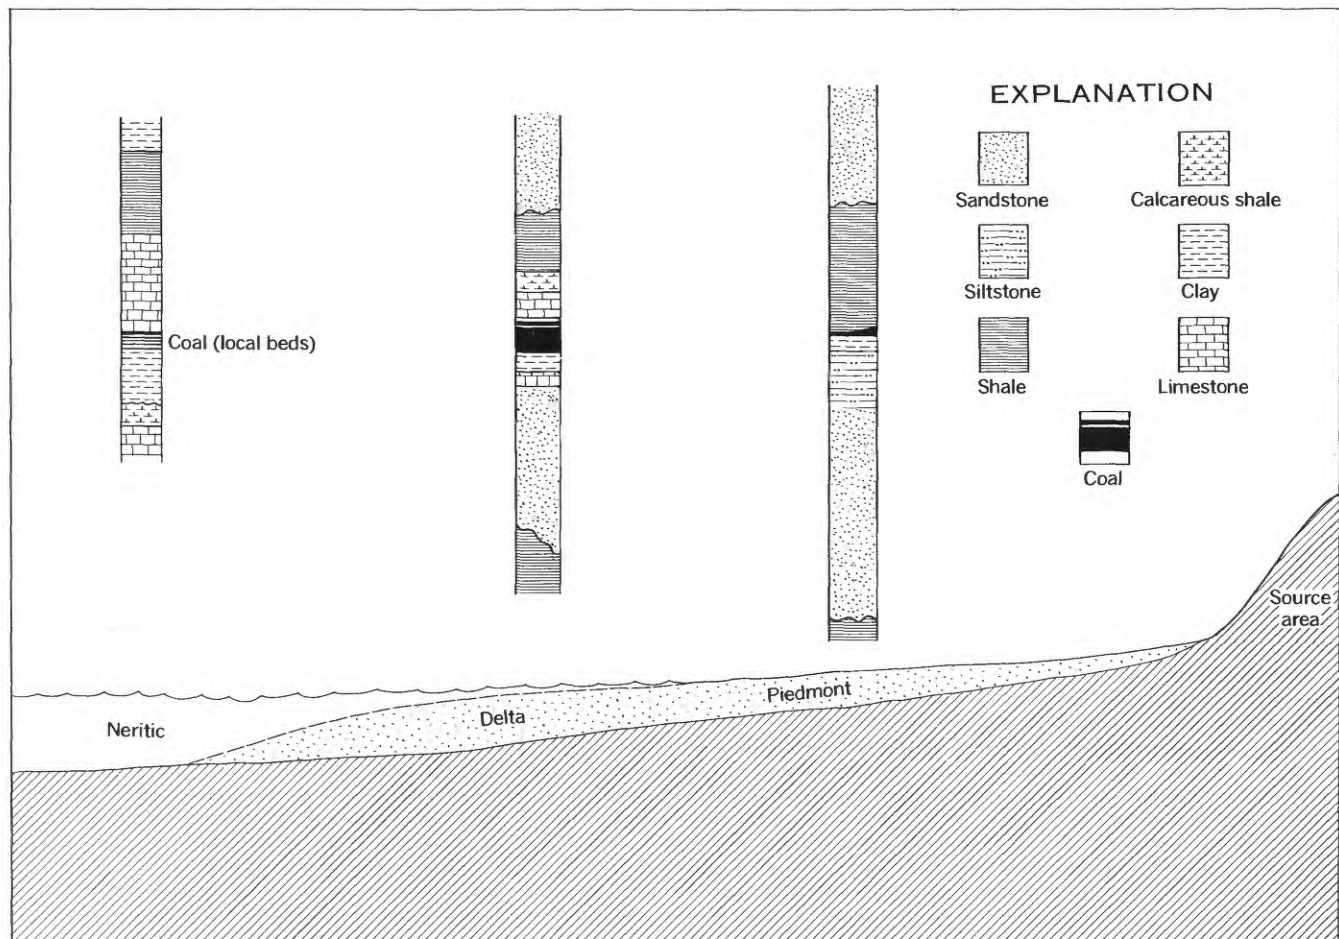 EXPLANATION
Sandstone
Calcareous shale
Siltstone
Clay
Shale
Limestone
Coal
Coal (local beds)
Source
area
Neritic
Delta
Piedmont